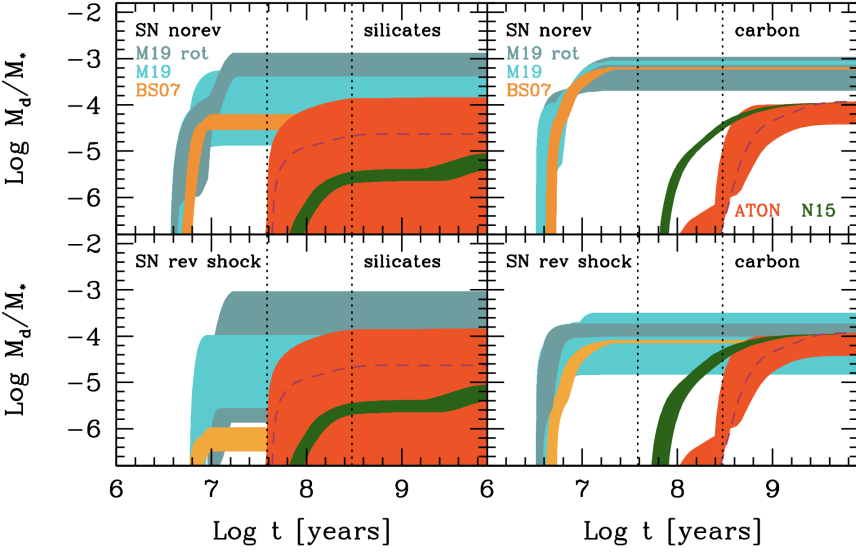 SN norev silicates
M19 rot
M19
BS07
SN norev carbon
M19 rot
M19
BS07
ATON N15
−2
−3
−4
−5
−6
Log M_d/M_*
SN rev shock silicates
SN rev shock carbon
−2
−3
−4
−5
−6
Log M_d/M_*
6 7 8 9 6 7 8 9
Log t [years] Log t [years]